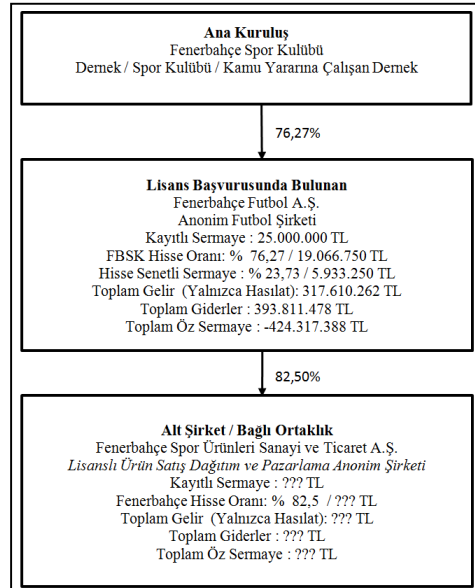 Ana Kuruluş
Fenerbahçe Spor Kulübü
Dernek / Spor Kulübü / Kamu Yararına Çalışan Dernek
76,27%
Lisans Başvurusunda Bulunan
Fenerbahçe Futbol A.Ş.
Anonim Futbol Şirketi
Kayıtlı Sermaye : 25.000.000 TL
FBSK Hisse Oranı: % 76,27 / 19.066.750 TL
Hisse Senetli Sermaye : % 23,73 / 5.933.250 TL
Toplam Gelir (Yalnızca Hasılat): 317.610.262 TL
Toplam Giderler : 393.811.478 TL
Toplam Öz Sermaye : -424.317.388 TL
82,50%
Alt Şirket / Bağlı Ortaklık
Fenerbahçe Spor Ürünleri Sanayi ve Ticaret A.Ş.
Lisanslı Ürün Satış Dağıtım ve Pazarlama Anonim Şirketi
Kayıtlı Sermaye : ??? TL
Fenerbahçe Hisse Oranı: % 82,5 / ??? TL
Toplam Gelir (Yalnızca Hasılat): ??? TL
Toplam Giderler : ??? TL
Toplam Öz Sermaye : ??? TL